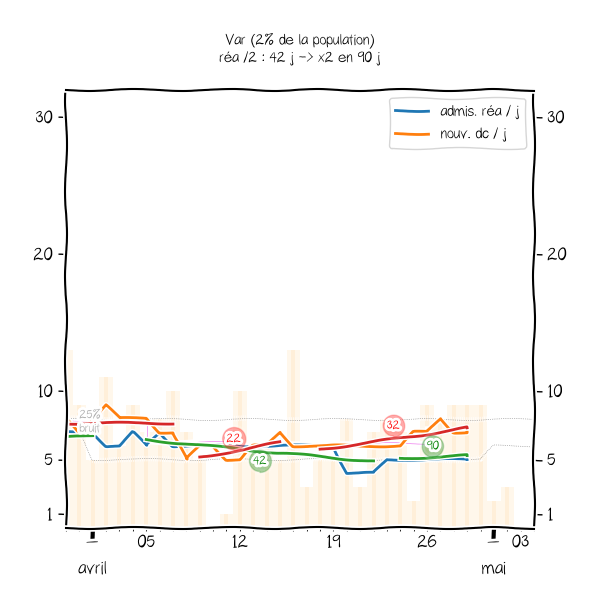 Var (2% de la population)
réa /2 : 42 j -> x2 en 90 j
admis. réa / j
nouv. dc / j
30 30
20 20
10 10
5 5
1 1
25%
bruit
22
42
32
90
1 05 12 19 26 1 03
avril mai